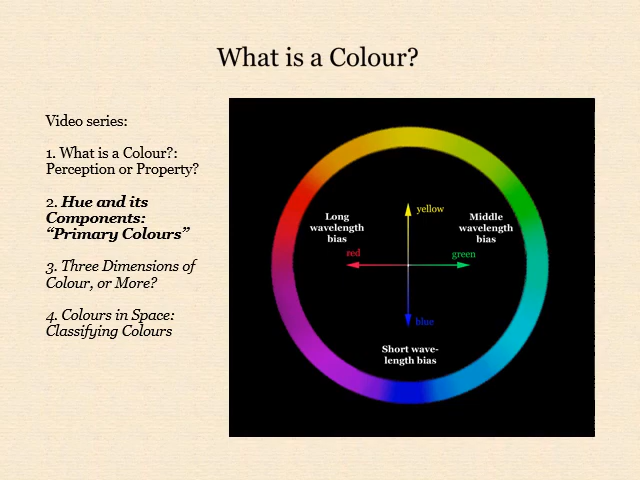 What is a Colour?
Video series:
1. What is a Colour?:
Perception or Property?
2. Hue and its
Components:
“Primary Colours”
3. Three Dimensions of
Colour, or More?
4. Colours in Space:
Classifying Colours
yellow
Long
wavelength
bias
Middle
wavelength
bias
red
green
blue
Short wave-
length bias